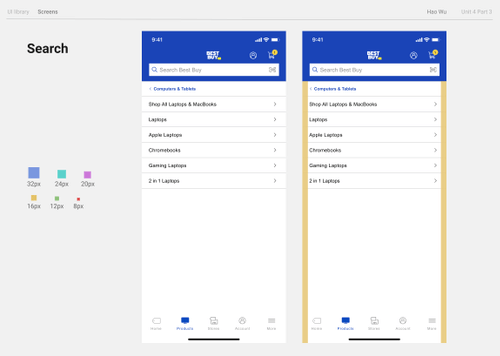 UI library Screens Hao Wu Unit 4 Part 2
Search
9:41
BEST BUY
2
Search Best Buy
Computers & Tablets
Shop All Laptops & MacBooks
Laptops
Apple Laptops
Chromebooks
Gaming Laptops
2 in 1 Laptops
Home Products Stores Account More
9:41
BEST BUY
2
Search Best Buy
Computers & Tablets
Shop All Laptops & MacBooks
Laptops
Apple Laptops
Chromebooks
Gaming Laptops
2 in 1 Laptops
Home Products Stores Account More
32px 24px 20px
16px 12px 8px